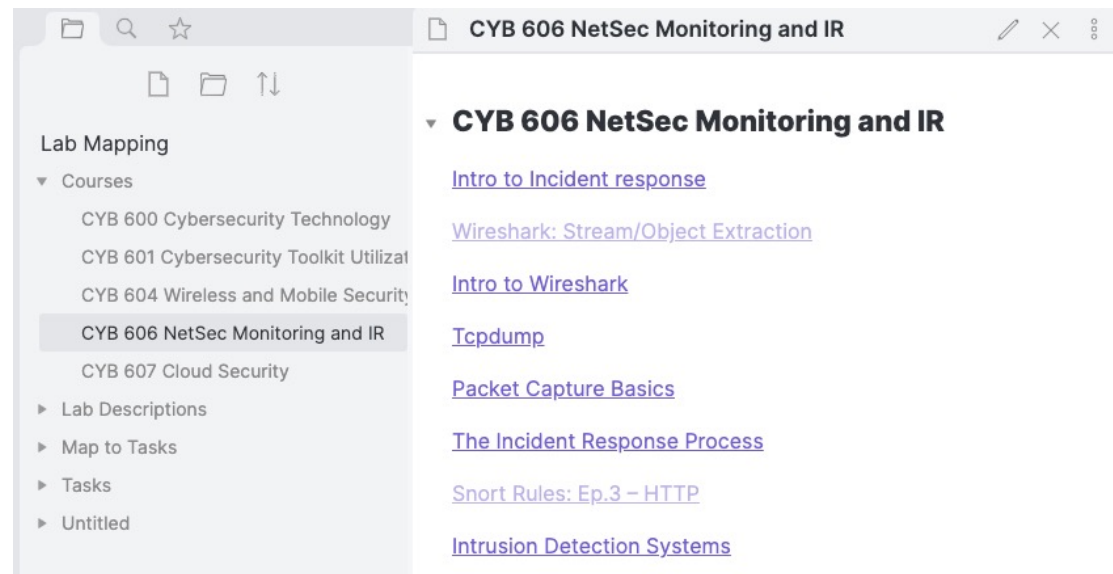 CYB 606 NetSec Monitoring and IR
Lab Mapping
Courses
CYB 600 Cybersecurity Technology
CYB 601 Cybersecurity Toolkit Utilizat
CYB 604 Wireless and Mobile Security
CYB 606 NetSec Monitoring and IR
CYB 607 Cloud Security
Lab Descriptions
Map to Tasks
Tasks
Untitled
CYB 606 NetSec Monitoring and IR
Intro to Incident response
Wireshark: Stream/Object Extraction
Intro to Wireshark
Tcpdump
Packet Capture Basics
The Incident Response Process
Snort Rules: Ep.3 – HTTP
Intrusion Detection Systems